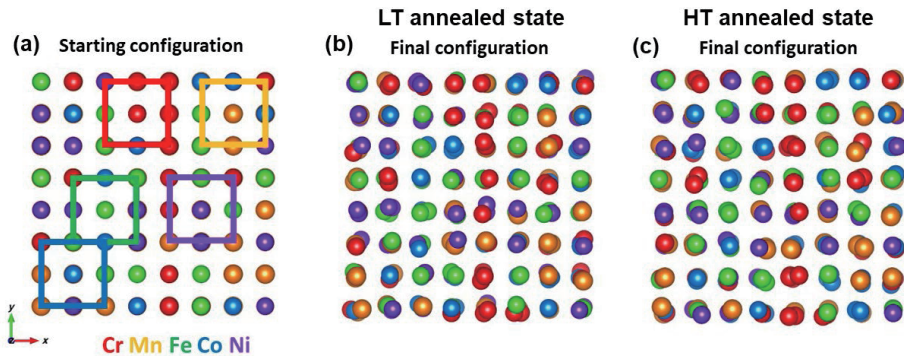 LT annealed state
HT annealed state
(a) Starting configuration
(b) Final configuration
(c) Final configuration
y
z x
Cr Mn Fe Co Ni